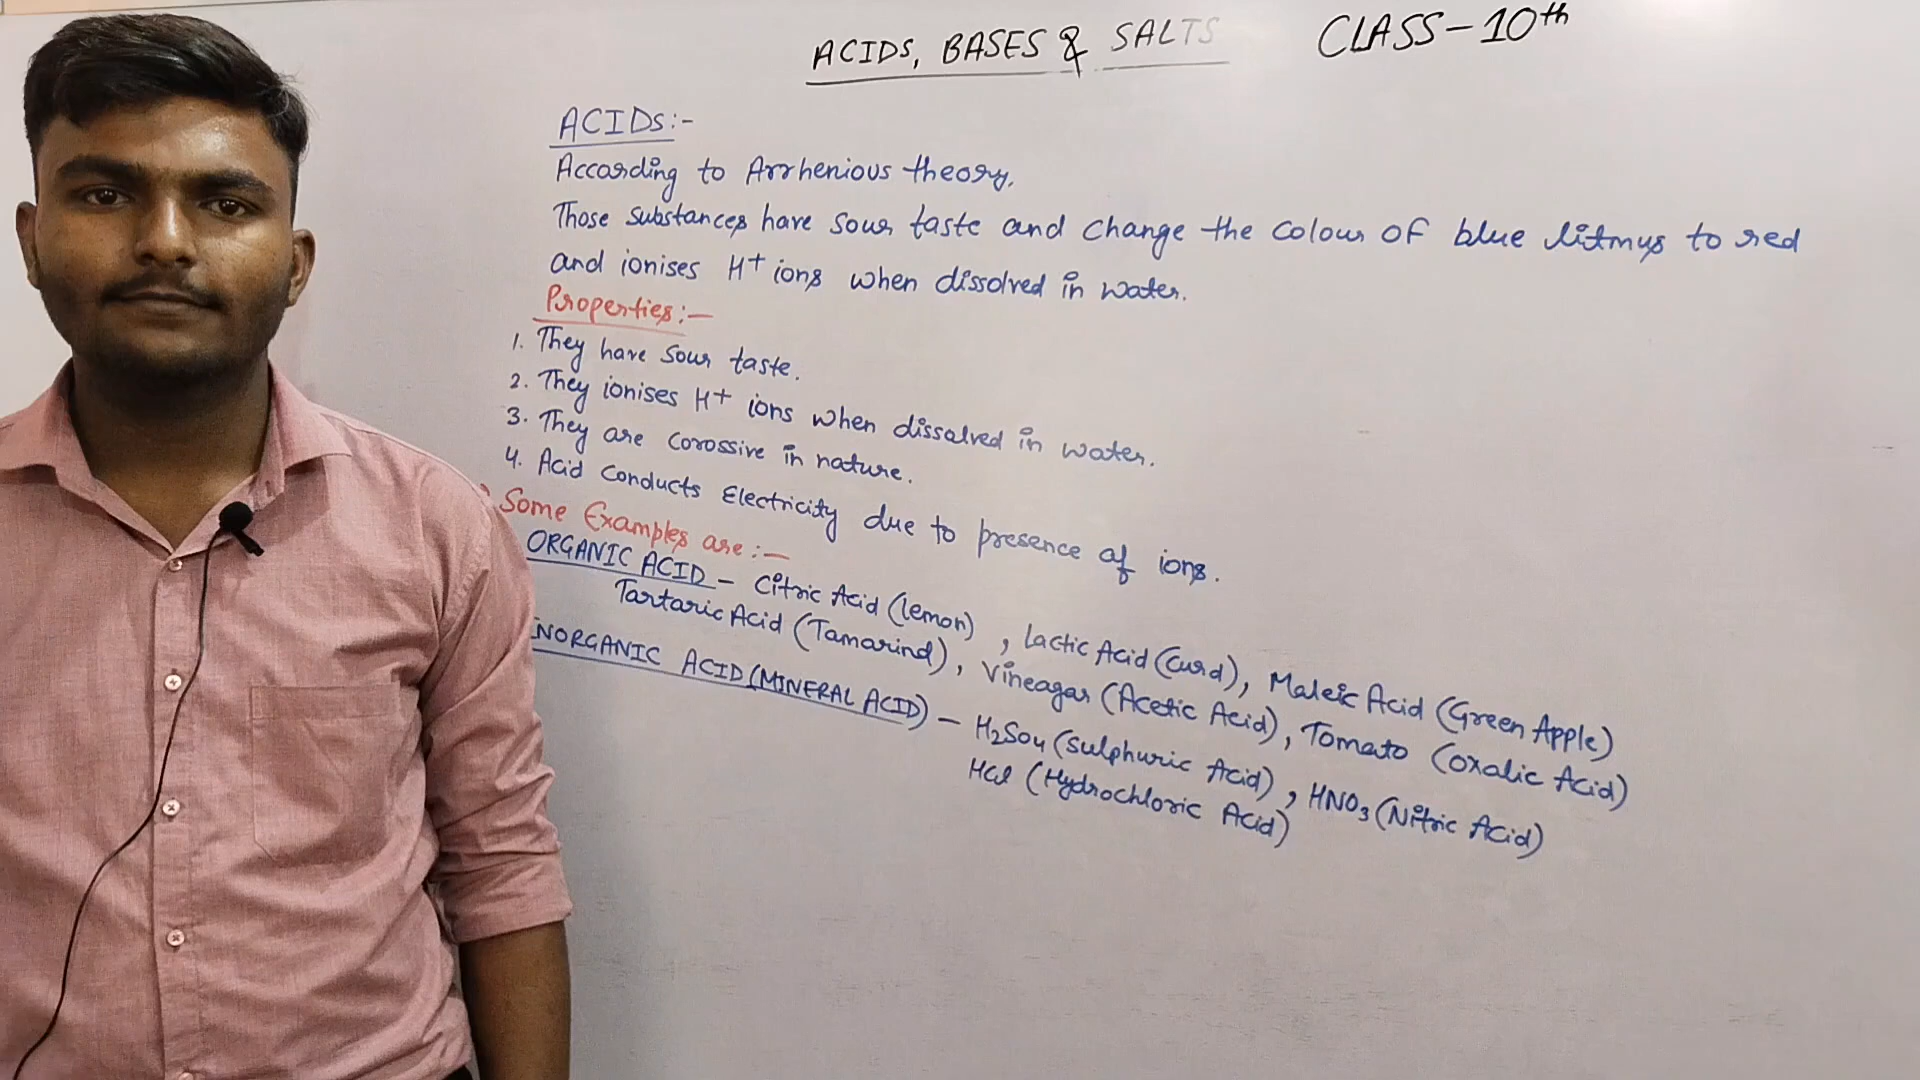 ACIDS, BASES & SALTS CLASS-10th
ACIDs:-
According to Arrhenious theory,
Those substances have sour taste and change the colour of blue litmus to red
and ionises H+ ions when dissolved in water.
Properties:-
1. They have sour taste.
2. They ionises H+ ions when dissolved in water.
3. They are corossive in nature.
4. Acid conducts Electricity due to presence of ions.
Some Examples are:-
ORGANIC ACID - Citric Acid (lemon), Lactic Acid (Curd), Maleic Acid (Green Apple)
Tartaric Acid (Tamarind), Vineagar (Acetic Acid), Tomato (oxalic Acid)
INORGANIC ACID (MINERAL ACID) - H2So4 (sulphuric Acid), HNO3 (Nitric Acid)
HCl (Hydrochloric Acid)